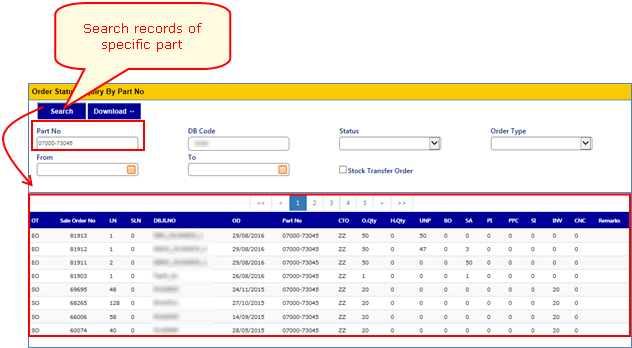 Search records of
specific part
Order Status Inquiry By Part No
Search Download --
Part No DB Code Status Order Type
07000-73045
From To
Stock Transfer Order
<< < 1 2 3 4 5 > >>
OT Sale Order No LN SLN DB.R.NO OD Part No CTO O.Qty H.Qty UNP BO SA PI PPC SI INV CNC Remarks
EO 81913 1 0 29/08/2016 07000-73045 ZZ 50 0 50 0 0 0 0 0 0 0
EO 81912 1 0 29/08/2016 07000-73045 ZZ 50 0 47 0 3 0 0 0 0 0
EO 81911 2 0 29/08/2016 07000-73045 ZZ 50 0 0 0 50 0 0 0 0 0
EO 81903 1 0 26/08/2016 07000-73045 ZZ 1 0 0 0 1 0 0 0 0 0
SO 69695 48 0 24/11/2015 07000-73045 ZZ 20 0 0 0 0 0 0 0 20 0
SO 68265 128 0 27/10/2015 07000-73045 ZZ 20 0 0 0 0 0 0 0 20 0
SO 66006 58 0 14/09/2015 07000-73045 ZZ 20 0 0 0 0 0 0 0 20 0
SO 60074 40 0 28/05/2015 07000-73045 ZZ 20 0 0 0 0 0 0 0 20 0